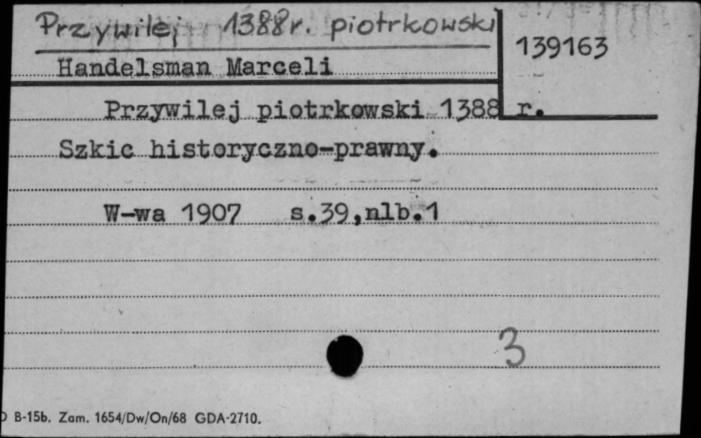 Przywilej 1388r. piotrkowski
139163
Handelsman Marceli
Przywilej piotrkowski 1388 r.
Szkic historyczno-prawny.
W-wa 1907 s.39,nlb.1
3
B-15b. Zam. 1654/Dw/On/68 GDA-2710.